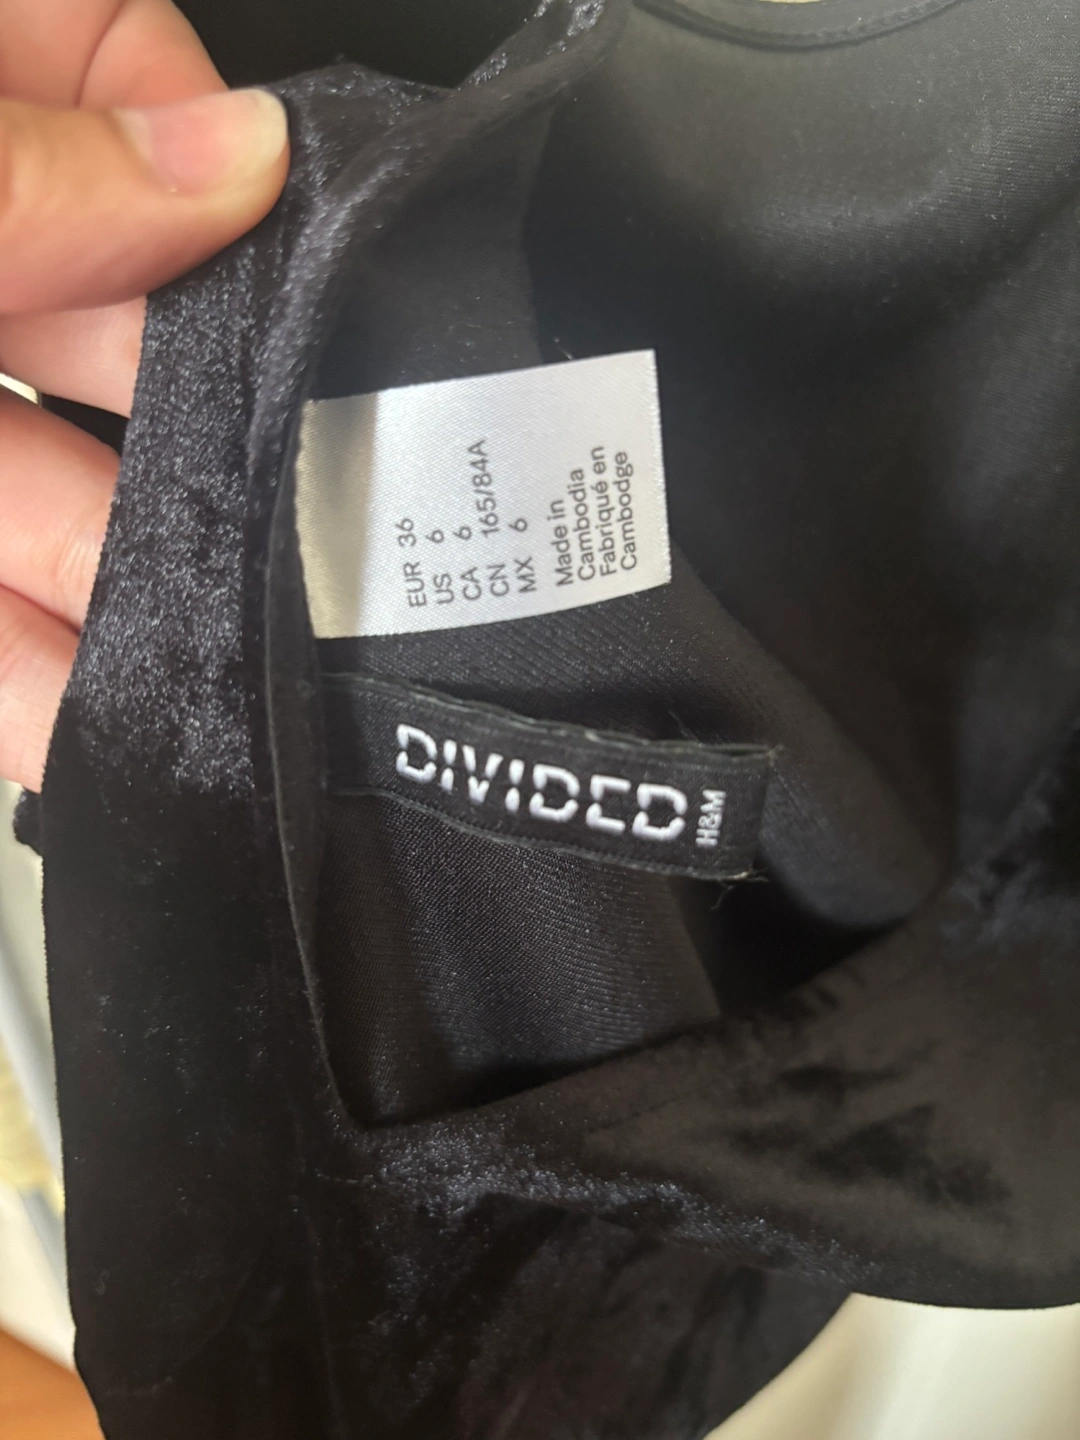 EUR 36
US 6
CA 6
CN 165/84A
MX 6
Made in
Cambodia
Fabriqué en
Cambodge
DIVIDED
H&M